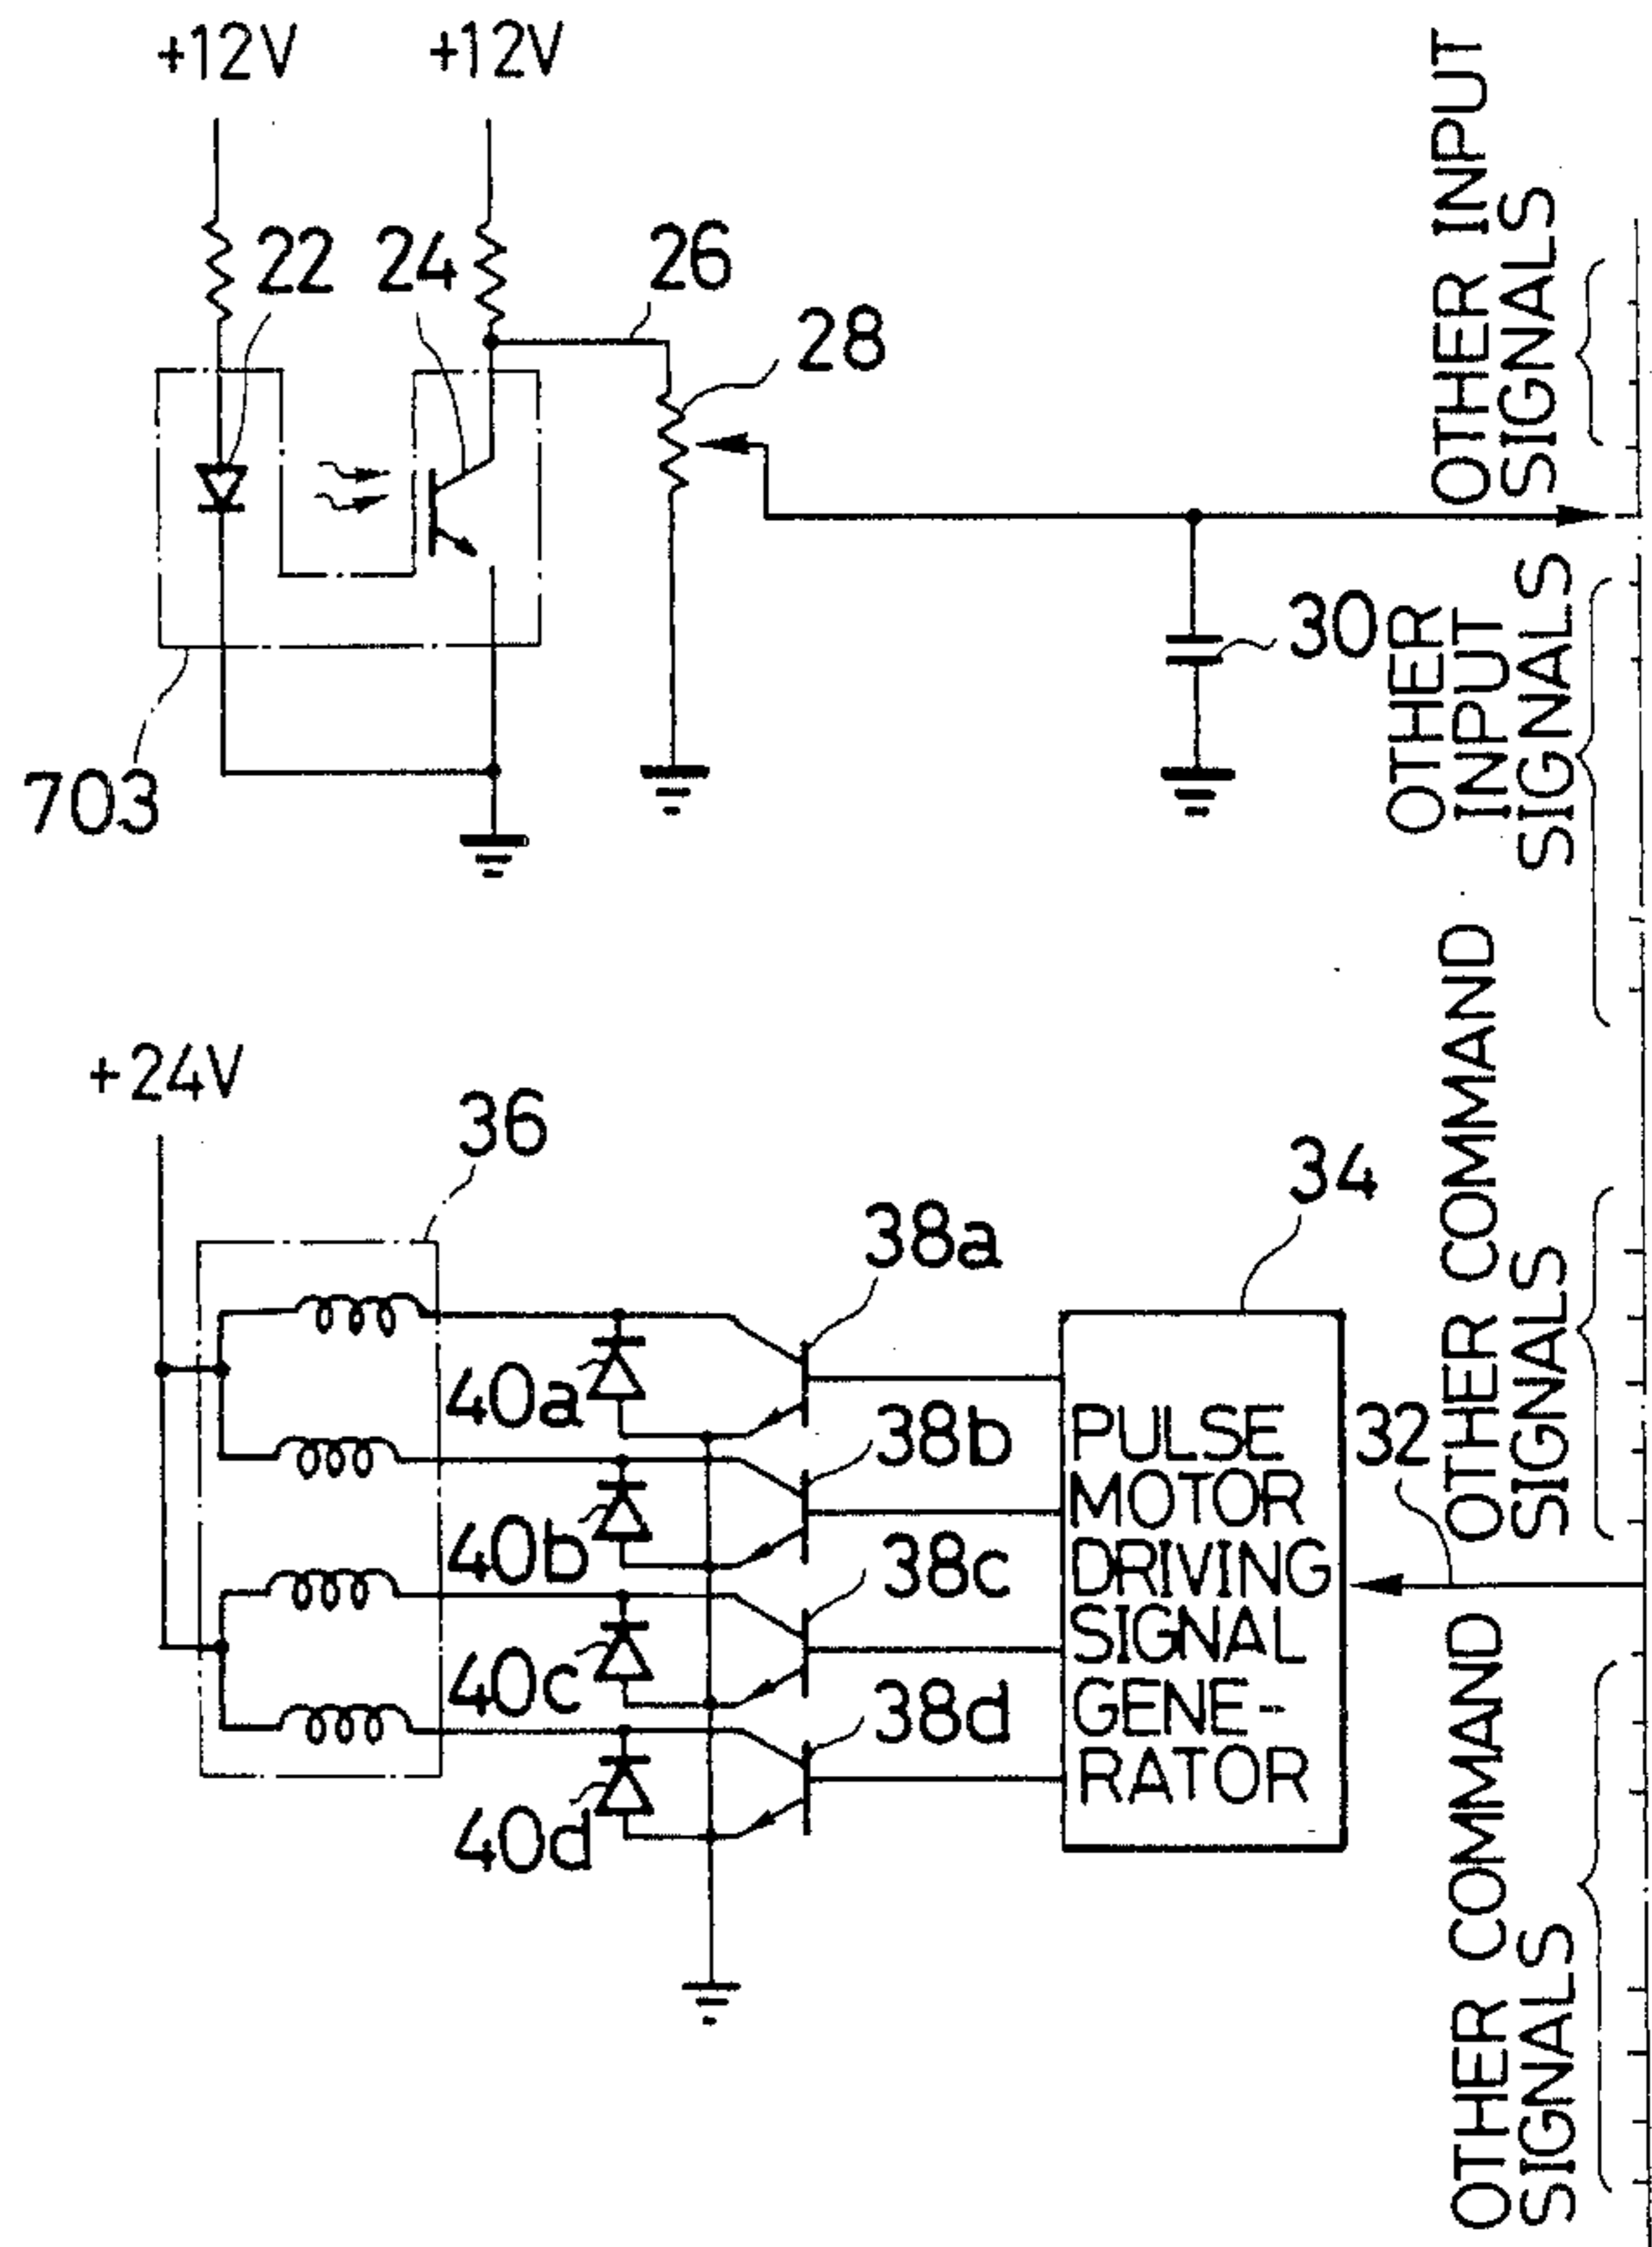 +12V
+12V
22
24
26
28
30
703
OTHER INPUT
SIGNALS
OTHER
INPUT
SIGNALS
+24V
36
34
38a
38b
38c
38d
40a
40b
40c
40d
PULSE
MOTOR
DRIVING
SIGNAL
GENE-
RATOR
32
OTHER COMMAND
SIGNALS
OTHER COMMAND
SIGNALS